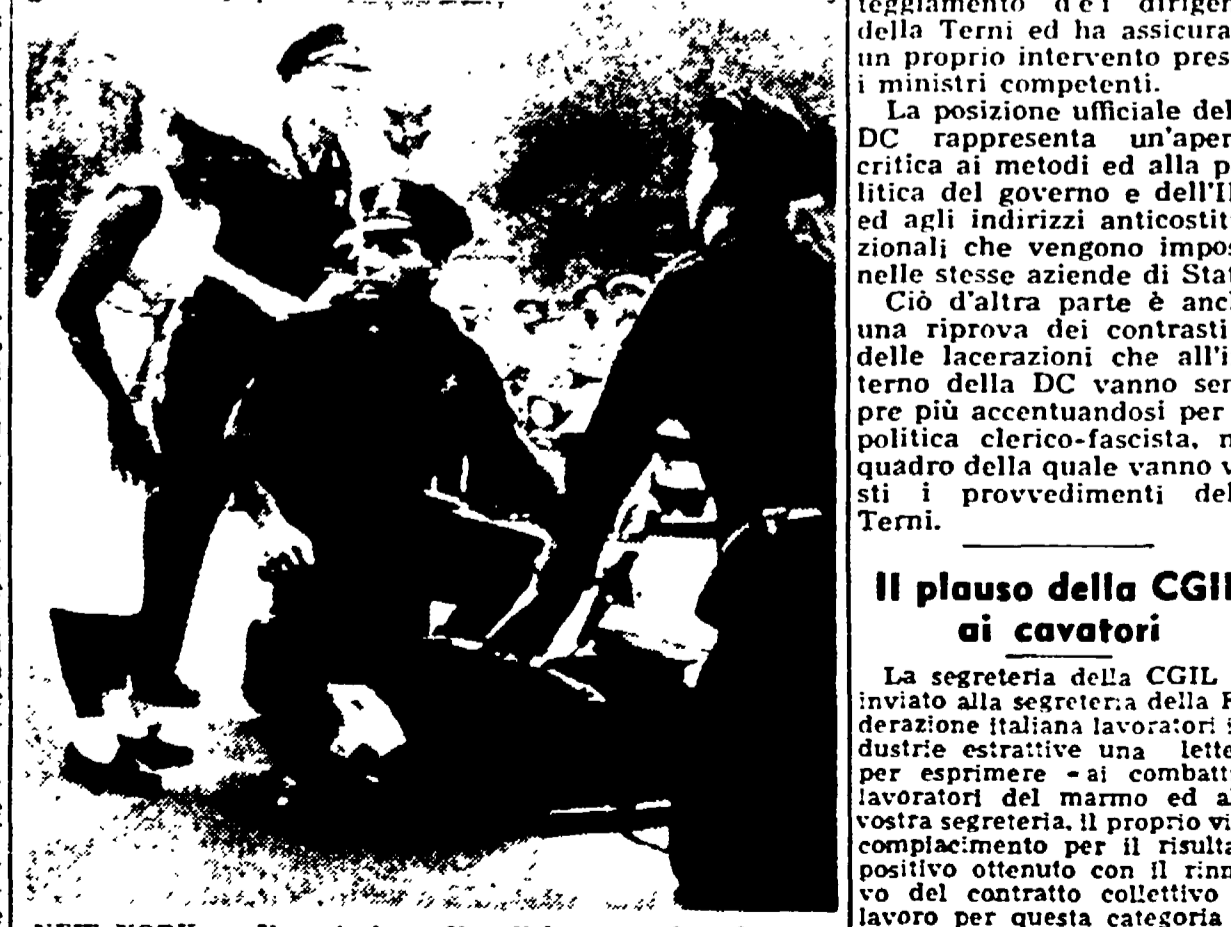 della Terni ed ha assicura
un proprio intervento pres
i ministri competenti.
La posizione ufficiale del
DC rappresenta un'aper
critica ai metodi ed alla p
litica del governo e dell'I
ed agli indirizzi anticostit
zionali che vengono impos
nelle stesse aziende di Stat
Ciò d'altra parte è anc
una riprova dei contrasti
delle lacerazioni che all'i
terno della DC vanno sem
pre più accentuandosi per
politica clerico-fascista, n
quadro della quale vanno v
sti i provvedimenti del
Terni.
Il plauso della CGIL
ai cavatori
La segreteria della CGIL
inviato alla segreteria della F
derazione italiana lavoratori i
dustrie estrattive una lette
per esprimere - ai combatt
lavoratori del marmo ed a
vostra segreteria, il proprio vi
compiacimento per il risulta
positivo ottenuto con il rinn
vo del contratto collettivo
lavoro per questa categoria